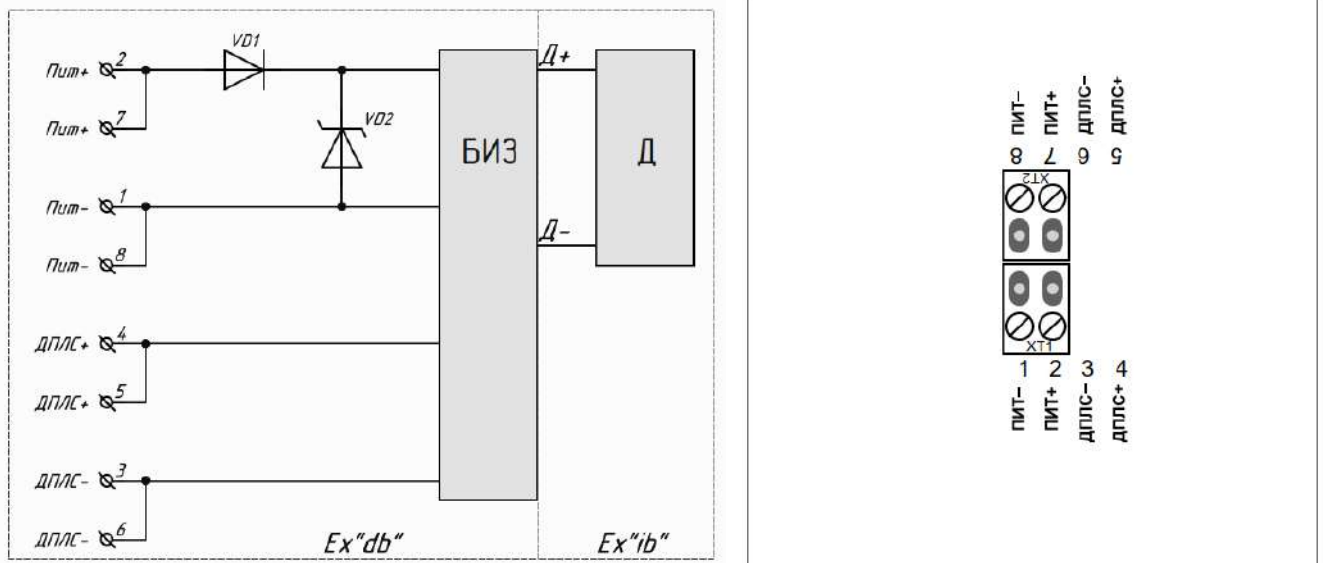 Пит+ 2
VD1
Пит+ 7
VD2
Пит- 1
Пит- 8
ДПЛС+ 4
ДПЛС+ 5
ДПЛС- 3
ДПЛС- 6
БИЗ
Д+
Д-
Д
Ex"db"
Ex"ib"
ПИТ- ПИТ+ ДПЛС- ДПЛС+
8 7 6 5
XT2
XT1
1 2 3 4
ПИТ- ПИТ+ ДПЛС- ДПЛС+